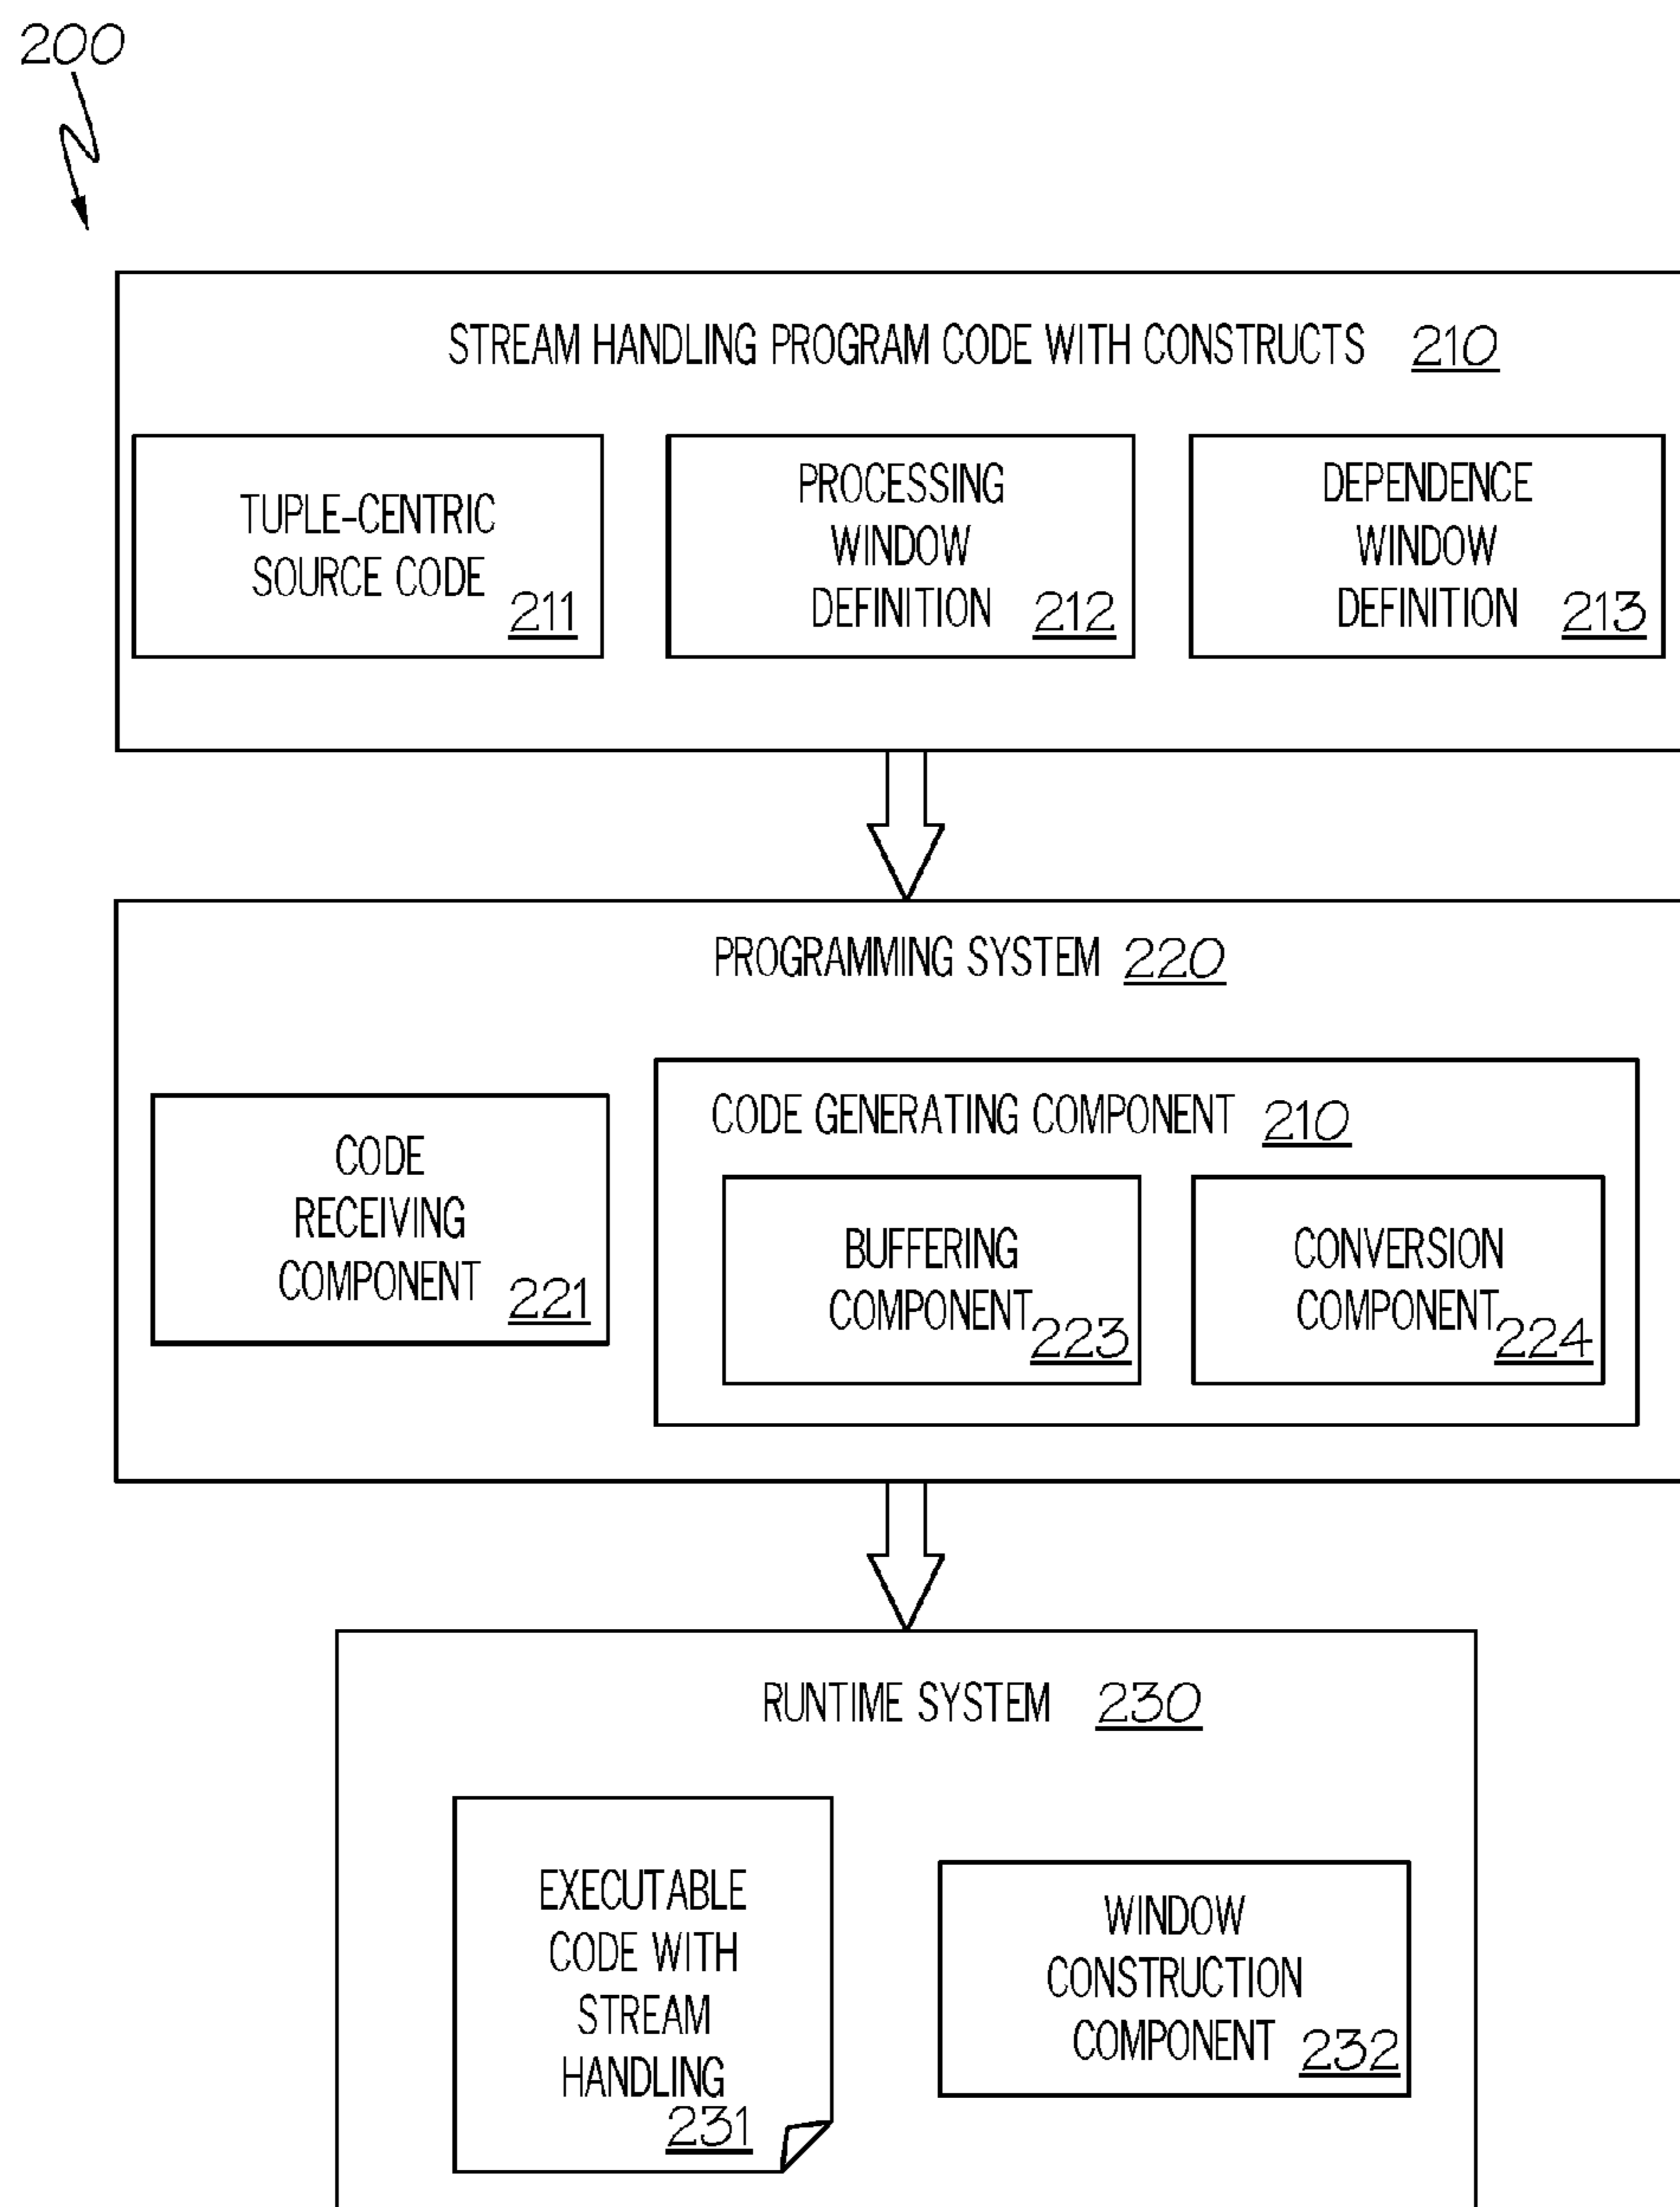 200
STREAM HANDLING PROGRAM CODE WITH CONSTRUCTS 210
TUPLE-CENTRIC
SOURCE CODE 211
PROCESSING
WINDOW
DEFINITION 212
DEPENDENCE
WINDOW
DEFINITION 213
PROGRAMMING SYSTEM 220
CODE
RECEIVING
COMPONENT 221
CODE GENERATING COMPONENT 210
BUFFERING
COMPONENT 223
CONVERSION
COMPONENT 224
RUNTIME SYSTEM 230
EXECUTABLE
CODE WITH
STREAM
HANDLING
231
WINDOW
CONSTRUCTION
COMPONENT 232